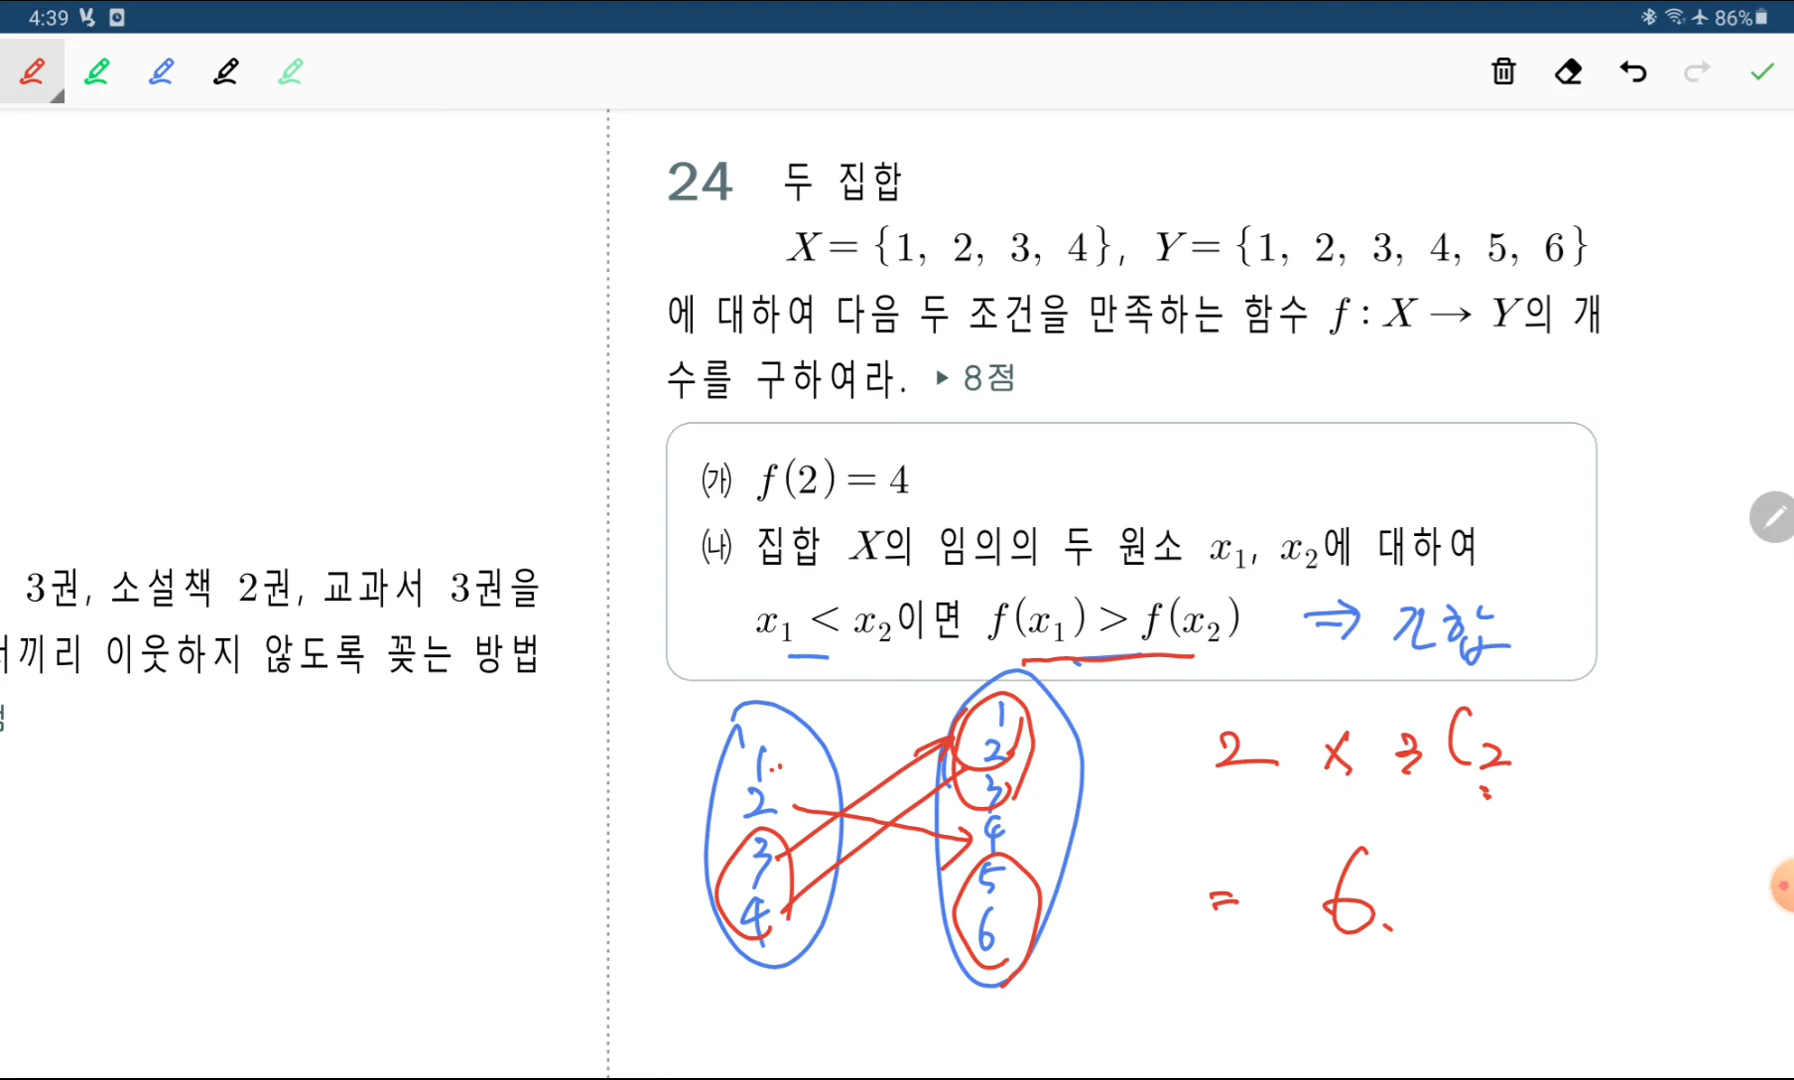 4:39
86%
24 두 집합
X={1, 2, 3, 4}, Y={1, 2, 3, 4, 5, 6}
에 대하여 다음 두 조건을 만족하는 함수 f : X → Y의 개
수를 구하여라. ▶ 8점
㈎ f(2)=4
㈏ 집합 X의 임의의 두 원소 x₁, x₂에 대하여
x₁ < x₂이면 f(x₁) > f(x₂) ⇒
3권, 소설책 2권, 교과서 3권을
끼리 이웃하지 않도록 꽂는 방법
1
2
3
4
1
2
3
4
5
6
2 × 3C2
= 6.